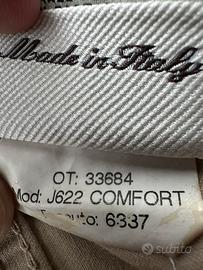 Made in Italy
OT: 33684
Mod: J622 COMFORT
6337
subito